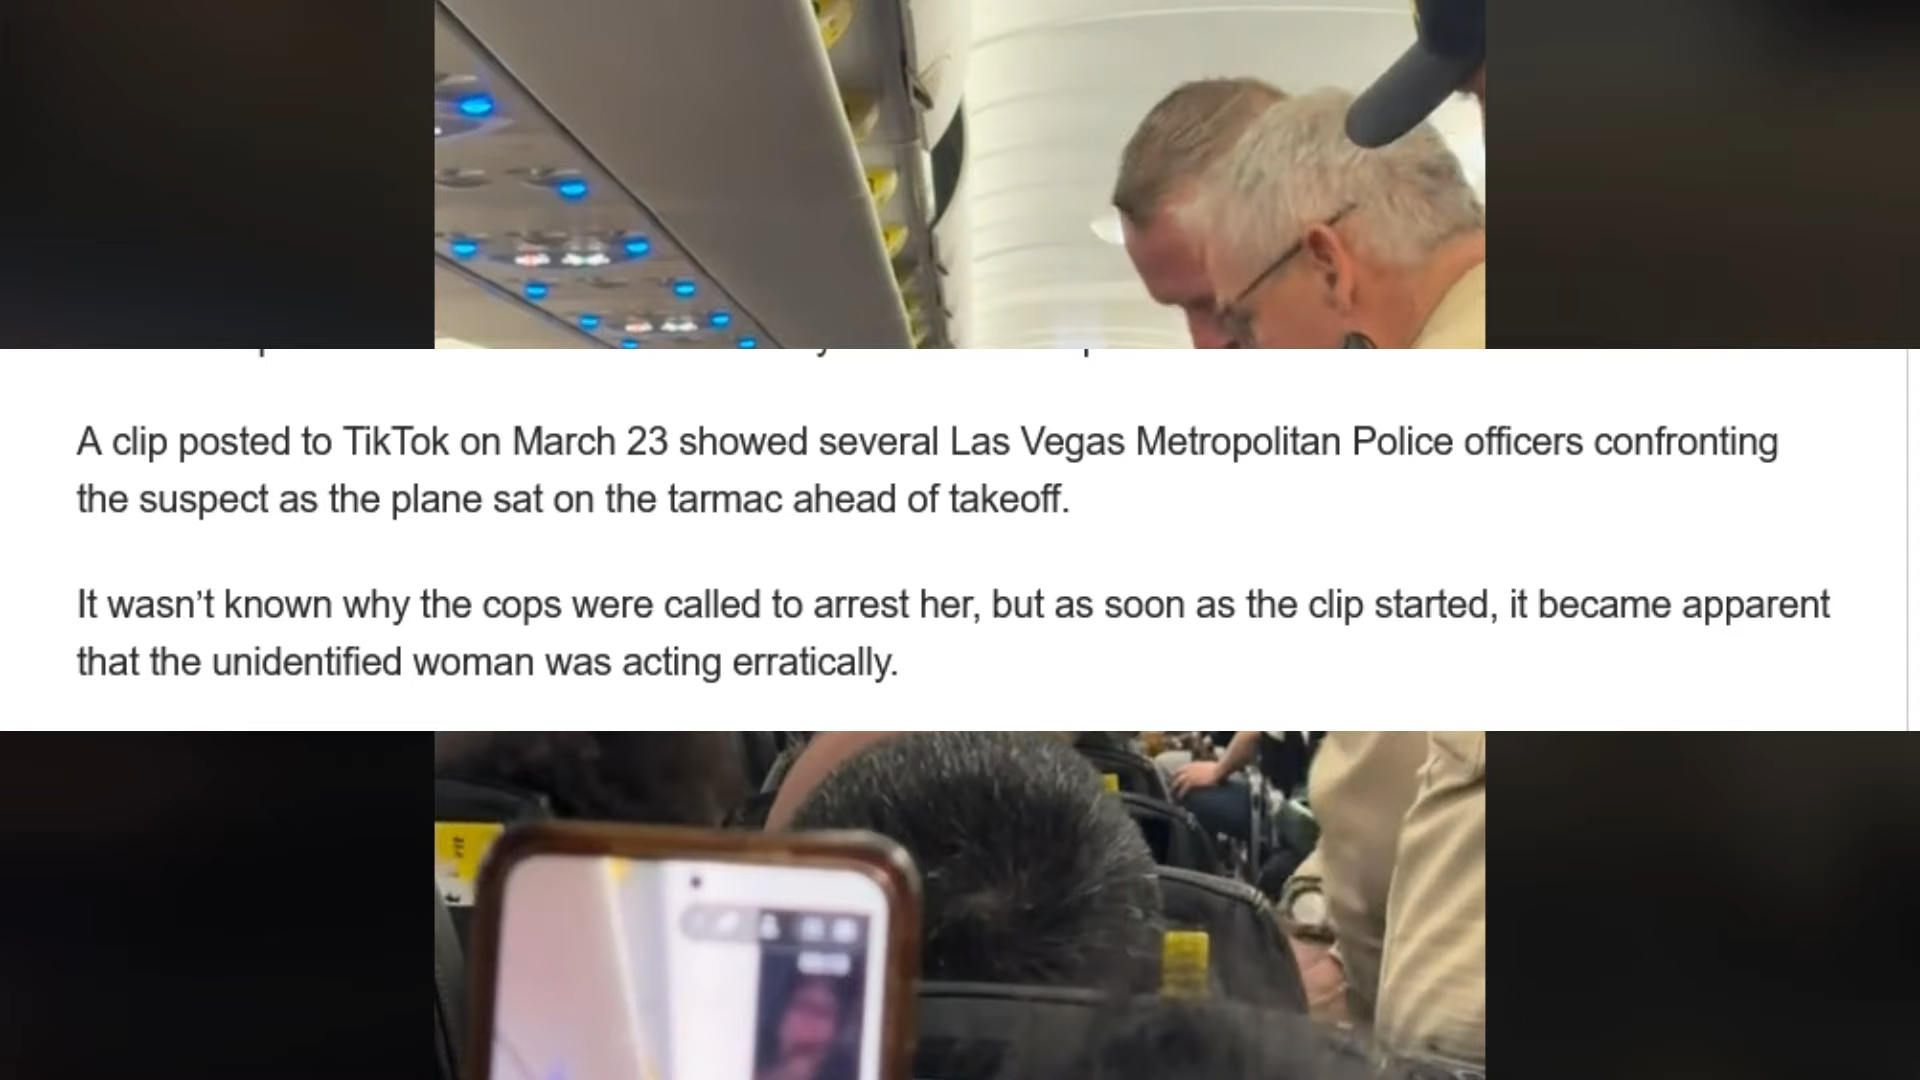 A clip posted to TikTok on March 23 showed several Las Vegas Metropolitan Police officers confronting
the suspect as the plane sat on the tarmac ahead of takeoff.
It wasn’t known why the cops were called to arrest her, but as soon as the clip started, it became apparent
that the unidentified woman was acting erratically.